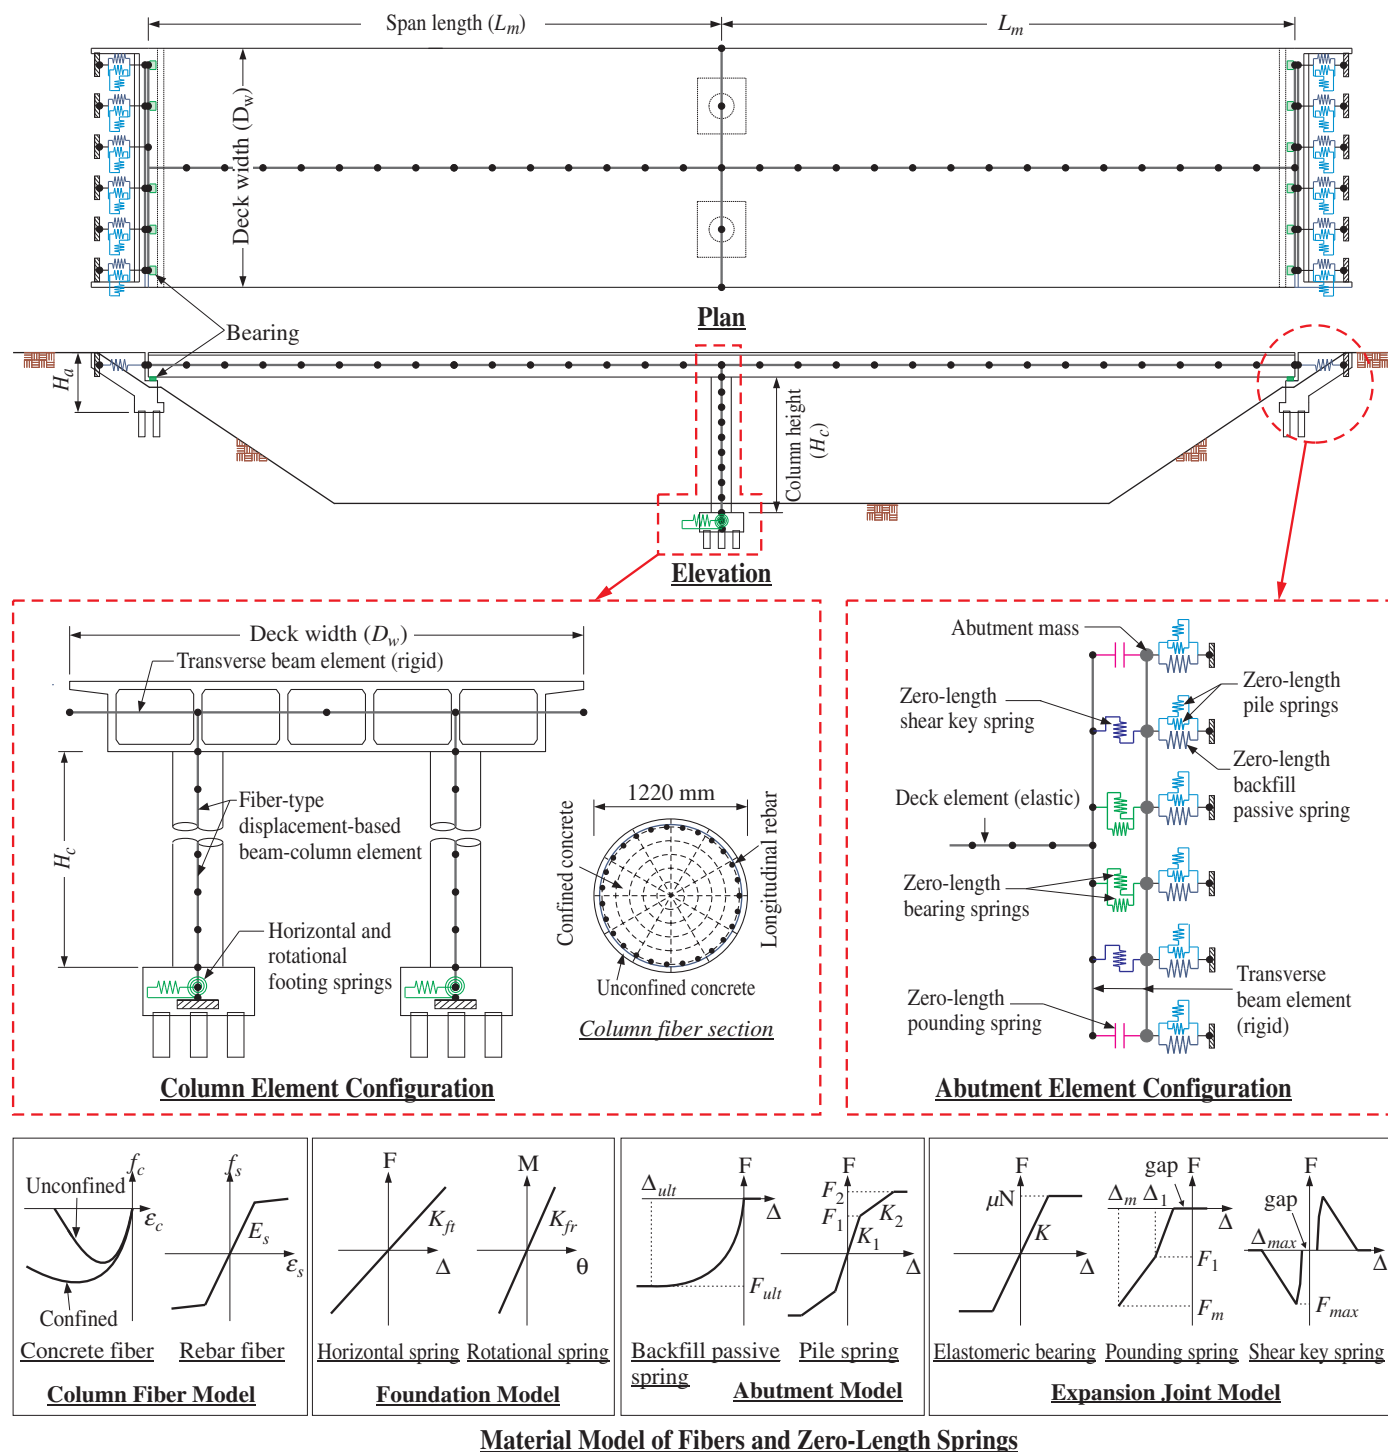 Span length (Lm)
Lm
Deck width (Dw)
Plan
Bearing
Ha
Column height
(Hc)
Elevation
Deck width (Dw)
Transverse beam element (rigid)
Hc
Fiber-type
displacement-based
beam-column element
Horizontal and
rotational
footing springs
1220 mm
Confined concrete
Longitudinal rebar
Unconfined concrete
Column fiber section
Column Element Configuration
Abutment mass
Zero-length
shear key spring
Zero-length
pile springs
Zero-length
backfill
passive spring
Deck element (elastic)
Zero-length
bearing springs
Zero-length
pounding spring
Transverse
beam element
(rigid)
Abutment Element Configuration
fc
Unconfined
εc
Confined
Concrete fiber
fs
Es
εs
Rebar fiber
Column Fiber Model
F
Kft
Δ
Horizontal spring
M
Kfr
θ
Rotational spring
Foundation Model
F
Δult
Δ
Fult
Backfill passive
spring
F
F2
F1
K2
K1
Δ
Pile spring
Abutment Model
F
μN
K
Δ
Elastomeric bearing
gap
F
Δm
Δ1
Δ
F1
Fm
Pounding spring
F
gap
Δmax
Δ
Fmax
Shear key spring
Expansion Joint Model
Material Model of Fibers and Zero-Length Springs